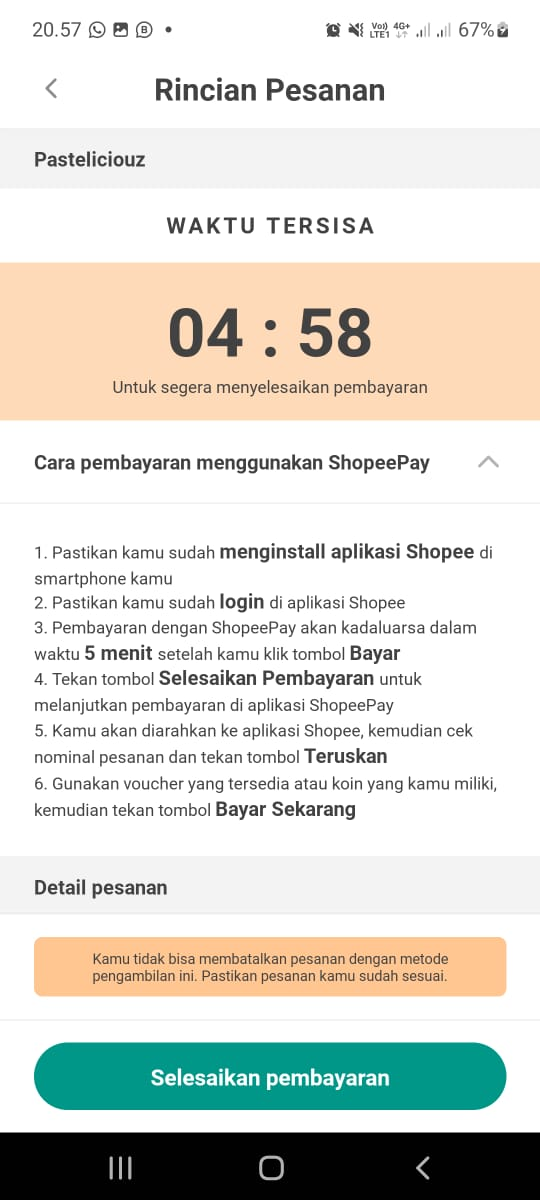 20.57
Vo))
LTE1
4G+
67%
Rincian Pesanan
Pasteliciouz
WAKTU TERSISA
04 : 58
Untuk segera menyelesaikan pembayaran
Cara pembayaran menggunakan ShopeePay
1. Pastikan kamu sudah menginstall aplikasi Shopee di
smartphone kamu
2. Pastikan kamu sudah login di aplikasi Shopee
3. Pembayaran dengan ShopeePay akan kadaluarsa dalam
waktu 5 menit setelah kamu klik tombol Bayar
4. Tekan tombol Selesaikan Pembayaran untuk
melanjutkan pembayaran di aplikasi ShopeePay
5. Kamu akan diarahkan ke aplikasi Shopee, kemudian cek
nominal pesanan dan tekan tombol Teruskan
6. Gunakan voucher yang tersedia atau koin yang kamu miliki,
kemudian tekan tombol Bayar Sekarang
Detail pesanan
Kamu tidak bisa membatalkan pesanan dengan metode
pengambilan ini. Pastikan pesanan kamu sudah sesuai.
Selesaikan pembayaran